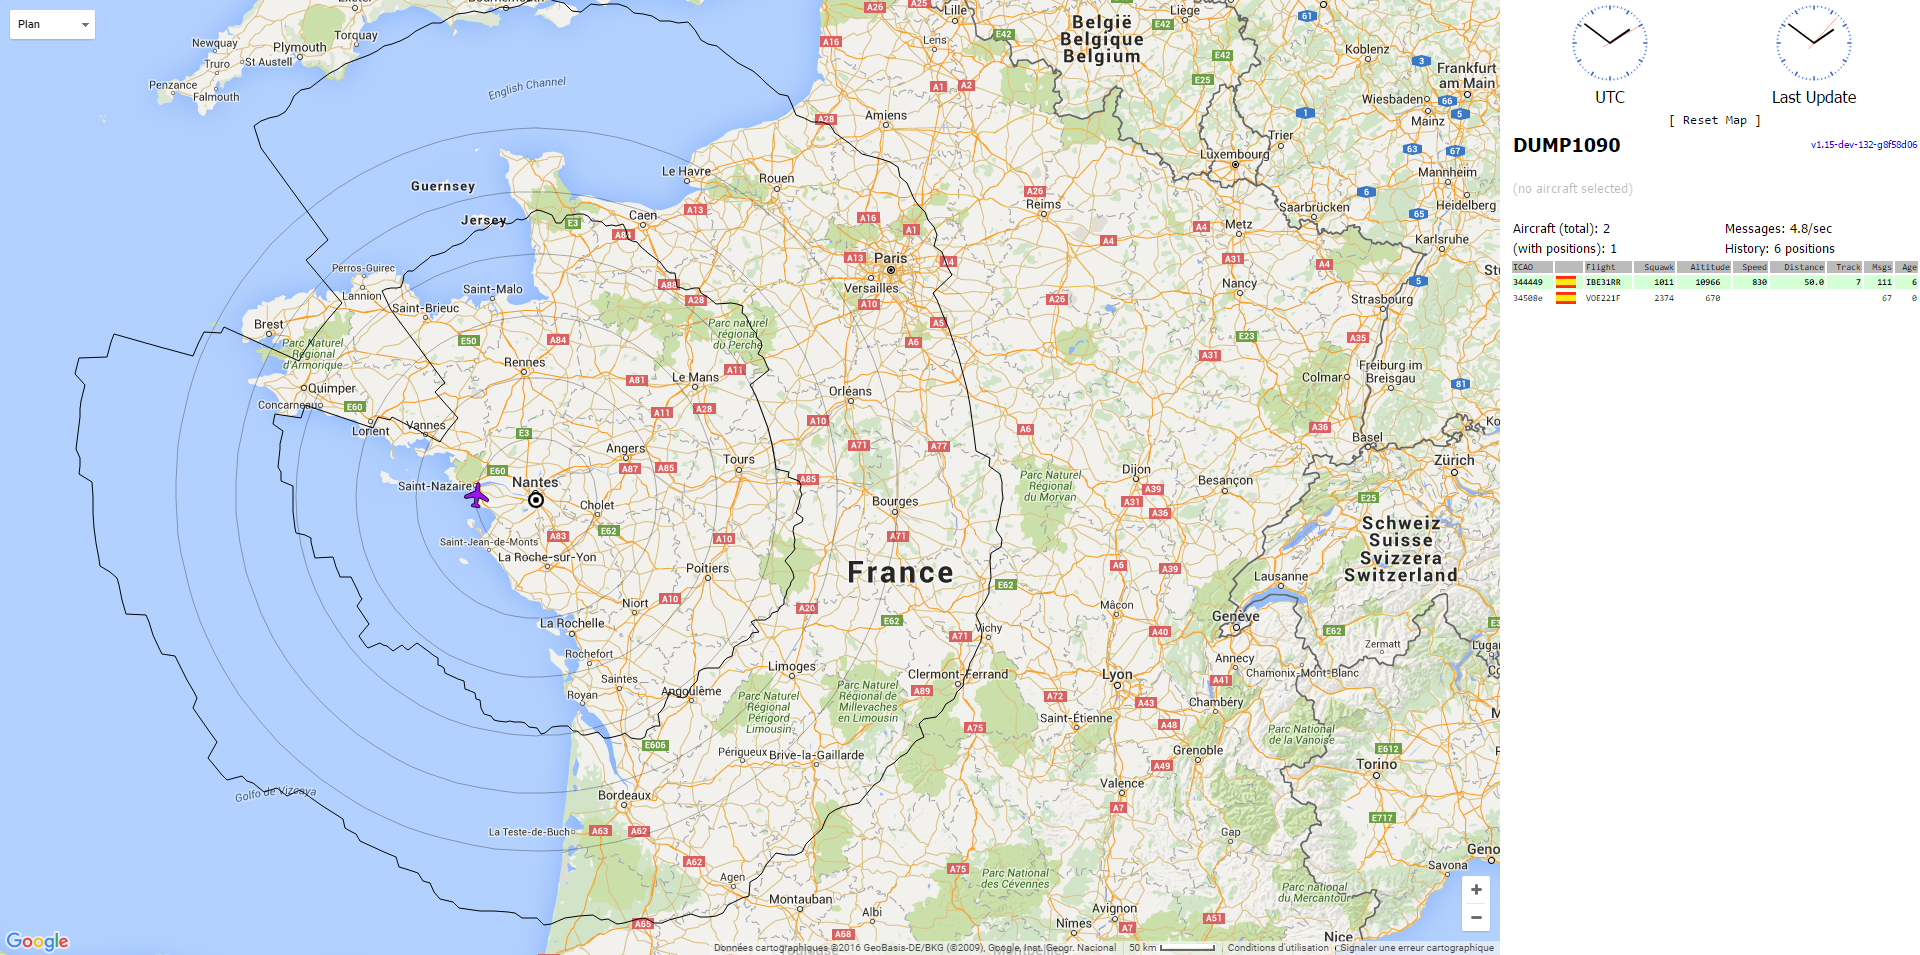 Plan
Exeter
Bournemouth
Torquay
Newquay
Plymouth
Truro
St Austell
Penzance
Falmouth
English Channel
Guernsey
Jersey
Perros-Guirec
Lannion
Saint-Malo
Saint-Brieuc
Brest
Parc Naturel
Régional
d'Armorique
Quimper
Concarneau
E60
Lorient
Vannes
Rennes
E50
A84
E3
Caen
A84
A88
A28
Le Havre
A13
Rouen
A16
A28
Amiens
A16
Lille
A26
A25
Lens
A1
A2
E42
België
Belgique
Belgium
Liège
E42
E42
E25
61
Koblenz
3
Frankfurt
am Main
Wiesbaden
66
5
Mainz
1
Trier
Luxembourg
63
67
Mannheim
6
Heidelberg
65
Saarbrücken
Karlsruhe
5
Stu
A26
Reims
A4
A4
Metz
A31
A4
A1
Paris
A13
A4
Versailles
A10
A5
A6
A26
Nancy
Strasbourg
E23
A35
A31
Freiburg im
Breisgau
Colmar
81
Parc naturel
régional
du Perche
A11
Le Mans
A81
A11
A28
Orléans
A10
A6
A71
A77
A36
Basel
Ko
Zürich
E3
Angers
A87
A85
Tours
E60
Saint-Nazaire
Nantes
Cholet
A85
Bourges
Parc Naturel
Régional
du Morvan
Dijon
A39
A31
A36
Besançon
E25
Saint-Jean-de-Monts
A83
E62
La Roche-sur-Yon
A10
A71
Poitiers
France
E62
A6
A39
Schweiz
Suisse
Svizzera
Switzerland
Lausanne
Niort
A10
A20
E62
Mâcon
Genève
E62
E3
La Rochelle
Vichy
A71
A40
Zermatt
Lugan
Rochefort
Saintes
Royan
Limoges
Angoulême
Clermont-Ferrand
A89
Lyon
A72
A43
Annecy
A41
Chamonix-Mont-Blanc
Chambéry
Parc Naturel
Régional
Périgord
Limousin
Parc Naturel
Régional de
Millevaches
en Limousin
Saint-Étienne
A48
A75
Parc National
de la Vanoise
M
E606
Périgueux
Brive-la-Gaillarde
Grenoble
A49
E612
Torino
P
Golfo de Vizcaya
Bordeaux
Valence
A7
La Teste-de-Buch
A63
A62
Gap
E717
A62
Agen
A75
Parc National
des Cévennes
Savona
Geno
Parc national
du Mercantour
Montauban
Albi
A65
A68
Avignon
Nîmes
A7
A51
Nice
Toulouse
Montpellier
Google
Données cartographiques ©2016 GeoBasis-DE/BKG (©2009), Google, Inst. Geogr. Nacional
50 km
Conditions d'utilisation
Signaler une erreur cartographique
+
−
UTC
Last Update
[ Reset Map ]
DUMP1090
v1.15-dev-132-g8f58d06
(no aircraft selected)
Aircraft (total): 2
Messages: 4.8/sec
(with positions): 1
History: 6 positions
ICAO Flight Squawk Altitude Speed Distance Track Msgs Age
344449 IBE31RR 1011 10966 830 50.0 7 111 6
34508e VOE221F 2374 670 67 0